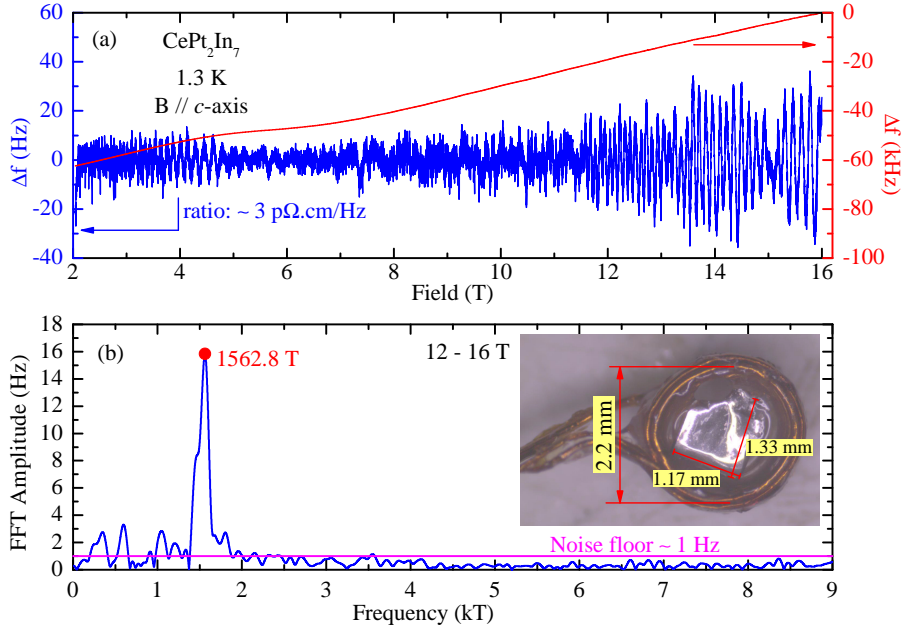 (a)
CePt2In7
1.3 K
B // c-axis
ratio: ~ 3 pΩ.cm/Hz
60
40
20
0
-20
-40
Δf (Hz)
0
-20
-40
-60
-80
-100
Δf (kHz)
2 4 6 8 10 12 14 16
Field (T)
(b)
1562.8 T
12 - 16 T
2.2 mm
1.33 mm
1.17 mm
Noise floor ~ 1 Hz
18
16
14
12
10
8
6
4
2
0
FFT Amplitude (Hz)
0 1 2 3 4 5 6 7 8 9
Frequency (kT)